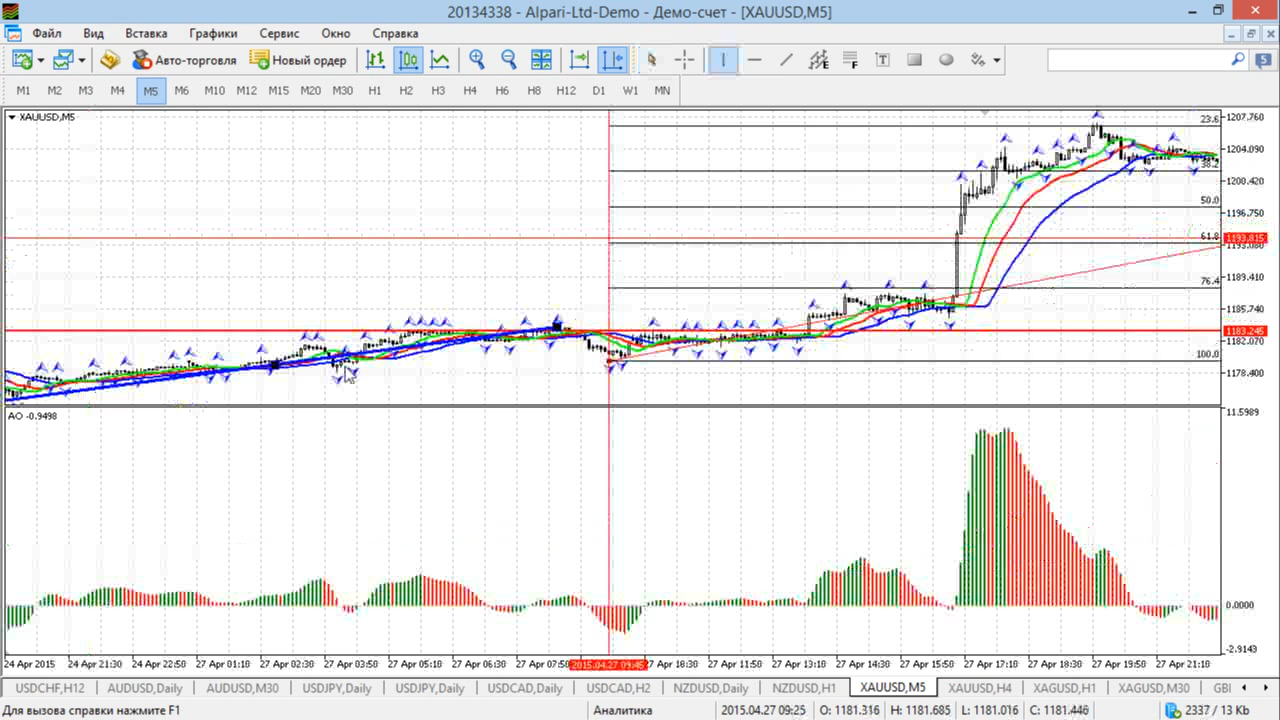 20134338 - Alpari-Ltd-Demo - Демо-счет - [XAUUSD,M5]
Файл Вид Вставка Графики Сервис Окно Справка
Авто-торговля Новый ордер
M1 M2 M3 M4 M5 M6 M10 M12 M15 M20 M30 H1 H2 H3 H4 H6 H8 H12 D1 W1 MN
XAUUSD,M5
23.6
1207.760
1204.090
38.2
1200.420
50.0
1196.750
61.8
1193.815
1193.080
1189.410
76.4
1185.740
1183.245
1182.070
100.0
1178.400
AO -0.9498
11.5989
0.0000
-2.9143
24 Apr 2015 24 Apr 21:30 24 Apr 22:50 27 Apr 01:10 27 Apr 02:30 27 Apr 03:50 27 Apr 05:10 27 Apr 06:30 27 Apr 07:50 2015.04.27 09:45 27 Apr 11:50 27 Apr 13:10 27 Apr 14:30 27 Apr 15:50 27 Apr 17:10 27 Apr 18:30 27 Apr 19:50 27 Apr 21:10
USDCHF,H12 AUDUSD,Daily AUDUSD,M30 USDJPY,Daily USDJPY,Daily USDCAD,Daily USDCAD,H2 NZDUSD,Daily NZDUSD,H1 XAUUSD,M5 XAUUSD,H4 XAGUSD,H1 XAGUSD,M30 GBI
Для вызова справки нажмите F1 Аналитика 2015.04.27 09:25 O: 1181.316 H: 1181.685 L: 1181.016 C: 1181.446 2337 / 13 Kb